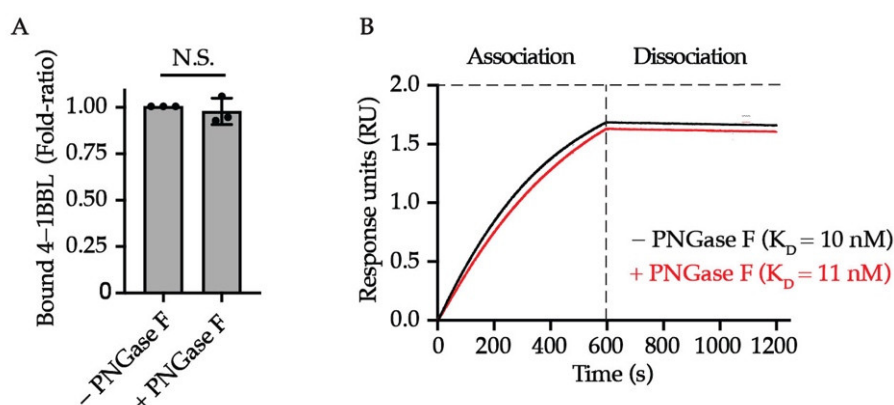 A
N.S.
Bound 4–1BBL (Fold-ratio)
1.00
0.75
0.50
0.25
0
– PNGase F
+ PNGase F
B
Association
Dissociation
Response units (RU)
2.0
1.5
1.0
0.5
0.0
– PNGase F (K_D = 10 nM)
+ PNGase F (K_D = 11 nM)
0 200 400 600 800 1000 1200
Time (s)